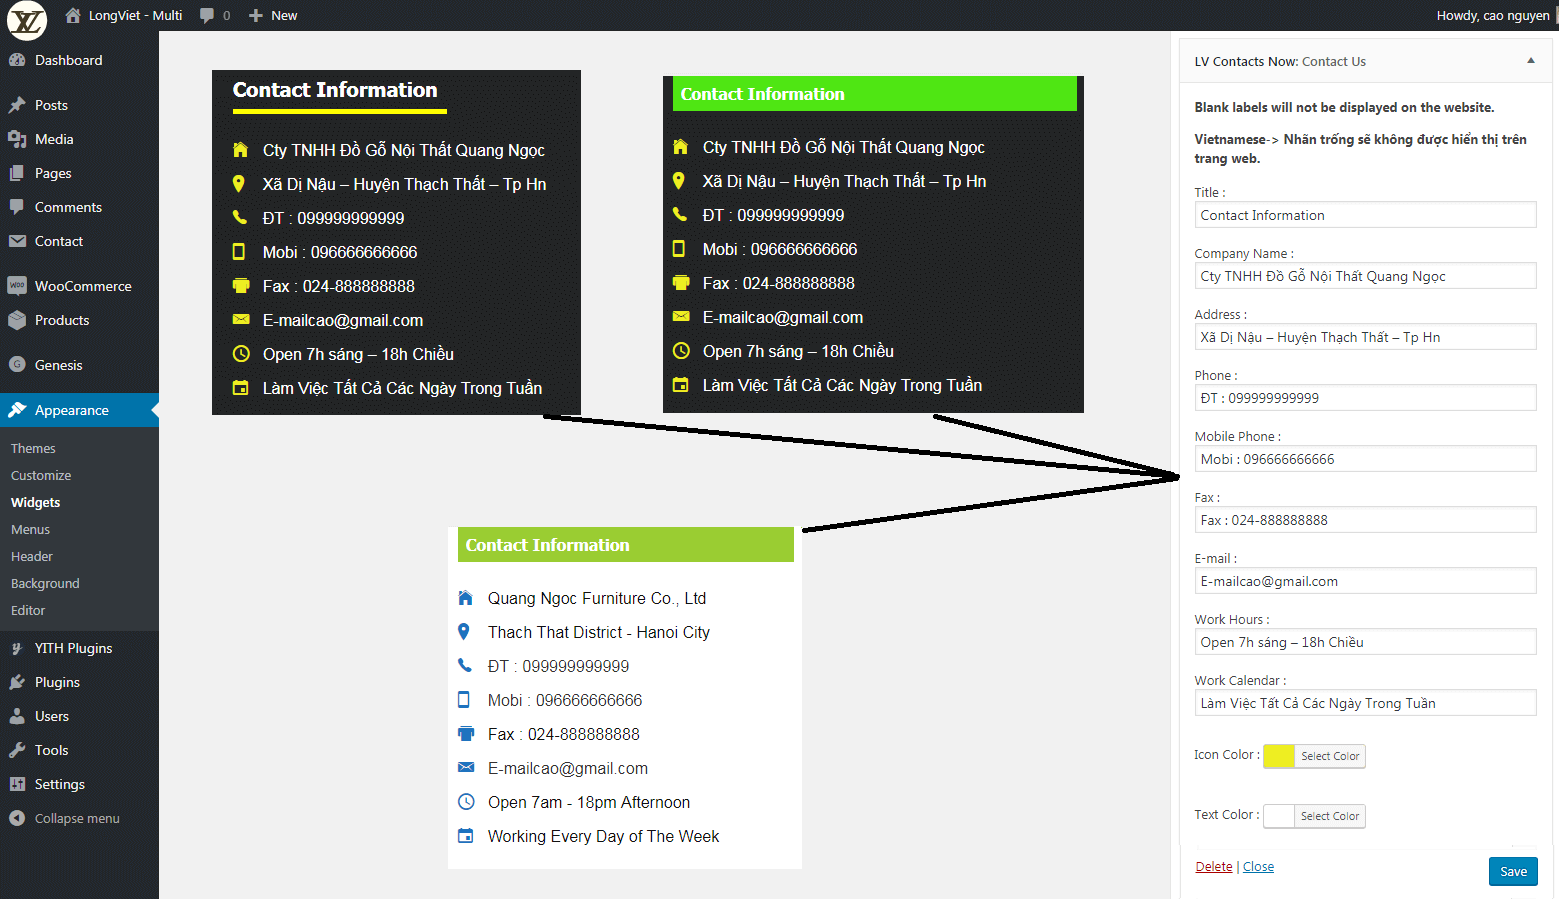 LongViet - Multi
0
New
Howdy, cao nguyen
Dashboard
Posts
Media
Pages
Comments
Contact
WooCommerce
Products
Genesis
Appearance
Themes
Customize
Widgets
Menus
Header
Background
Editor
YITH Plugins
Plugins
Users
Tools
Settings
Collapse menu
Contact Information
Cty TNHH Đồ Gỗ Nội Thất Quang Ngọc
Xã Dị Nậu – Huyện Thạch Thất – Tp Hn
ĐT : 099999999999
Mobi : 096666666666
Fax : 024-888888888
E-mailcao@gmail.com
Open 7h sáng – 18h Chiều
Làm Việc Tất Cả Các Ngày Trong Tuần
Contact Information
Cty TNHH Đồ Gỗ Nội Thất Quang Ngọc
Xã Dị Nậu – Huyện Thạch Thất – Tp Hn
ĐT : 099999999999
Mobi : 096666666666
Fax : 024-888888888
E-mailcao@gmail.com
Open 7h sáng – 18h Chiều
Làm Việc Tất Cả Các Ngày Trong Tuần
Contact Information
Quang Ngoc Furniture Co., Ltd
Thach That District - Hanoi City
ĐT : 099999999999
Mobi : 096666666666
Fax : 024-888888888
E-mailcao@gmail.com
Open 7am - 18pm Afternoon
Working Every Day of The Week
LV Contacts Now: Contact Us
Blank labels will not be displayed on the website.
Vietnamese-> Nhãn trống sẽ không được hiển thị trên
trang web.
Title :
Contact Information
Company Name :
Cty TNHH Đồ Gỗ Nội Thất Quang Ngọc
Address :
Xã Dị Nậu – Huyện Thạch Thất – Tp Hn
Phone :
ĐT : 099999999999
Mobile Phone :
Mobi : 096666666666
Fax :
Fax : 024-888888888
E-mail :
E-mailcao@gmail.com
Work Hours :
Open 7h sáng – 18h Chiều
Work Calendar :
Làm Việc Tất Cả Các Ngày Trong Tuần
Icon Color : Select Color
Text Color : Select Color
Delete | Close
Save